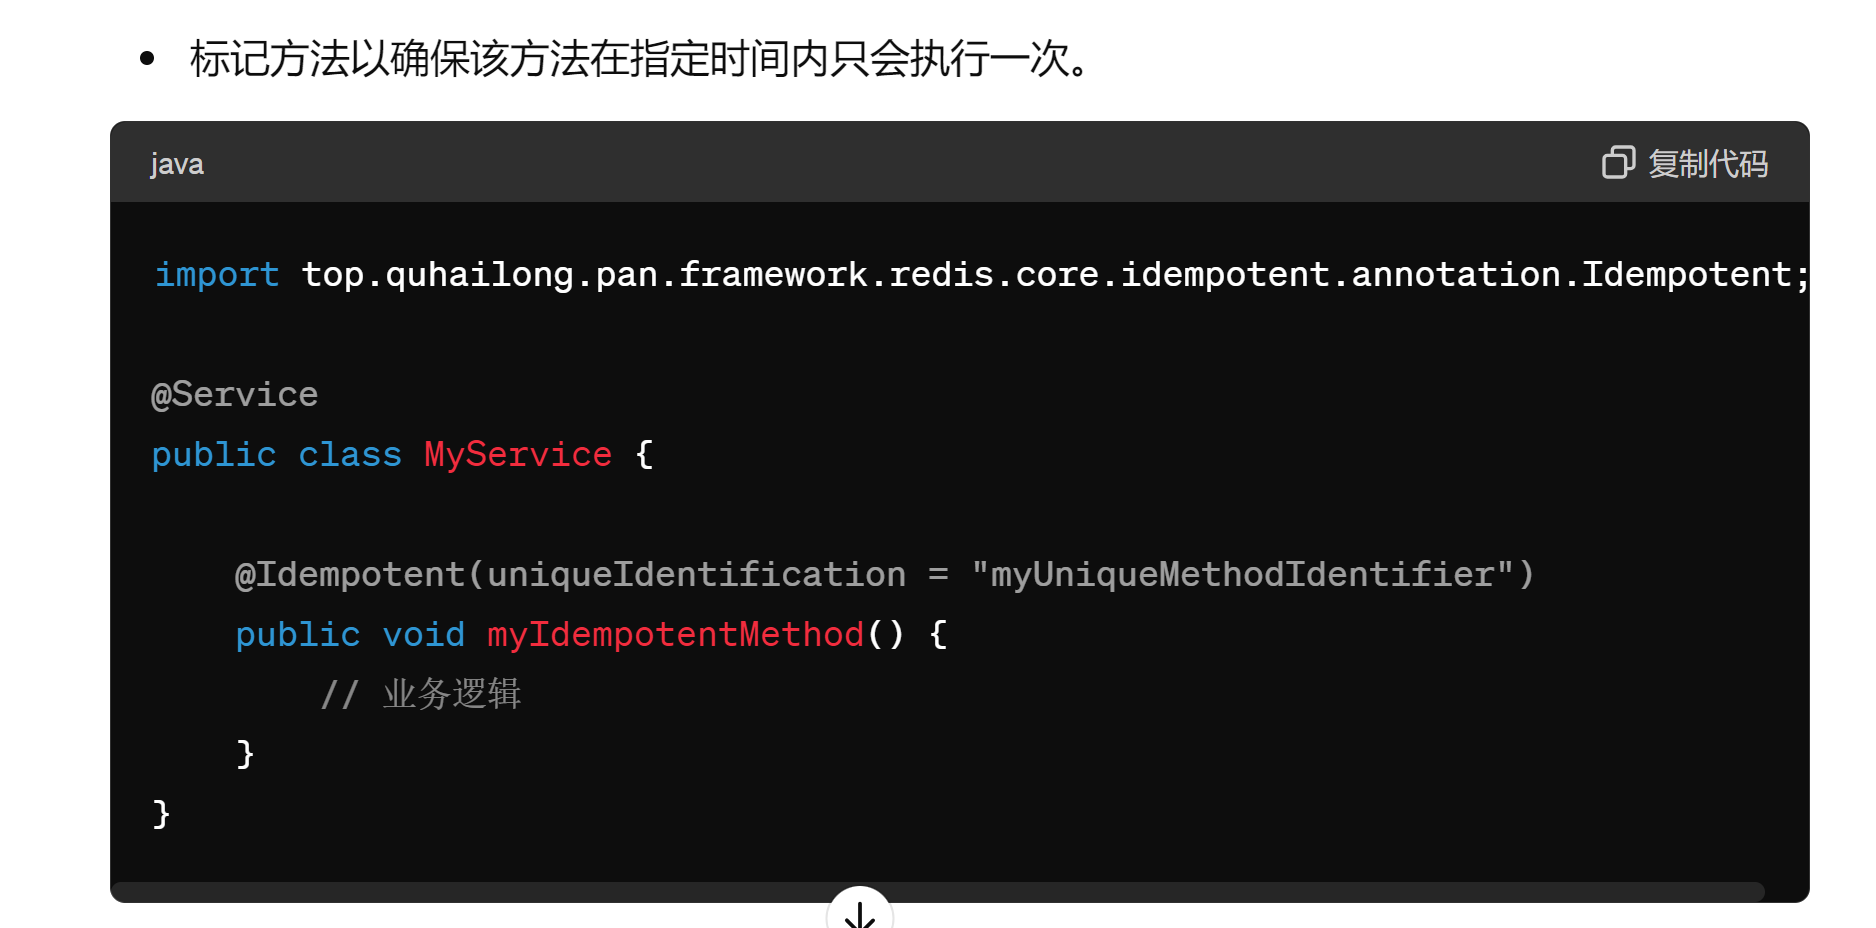 • 标记方法以确保该方法在指定时间内只会执行一次。
java
复制代码
import top.quhailong.pan.framework.redis.core.idempotent.annotation.Idempotent;
@Service
public class MyService {
@Idempotent(uniqueIdentification = "myUniqueMethodIdentifier")
public void myIdempotentMethod() {
// 业务逻辑
}
}